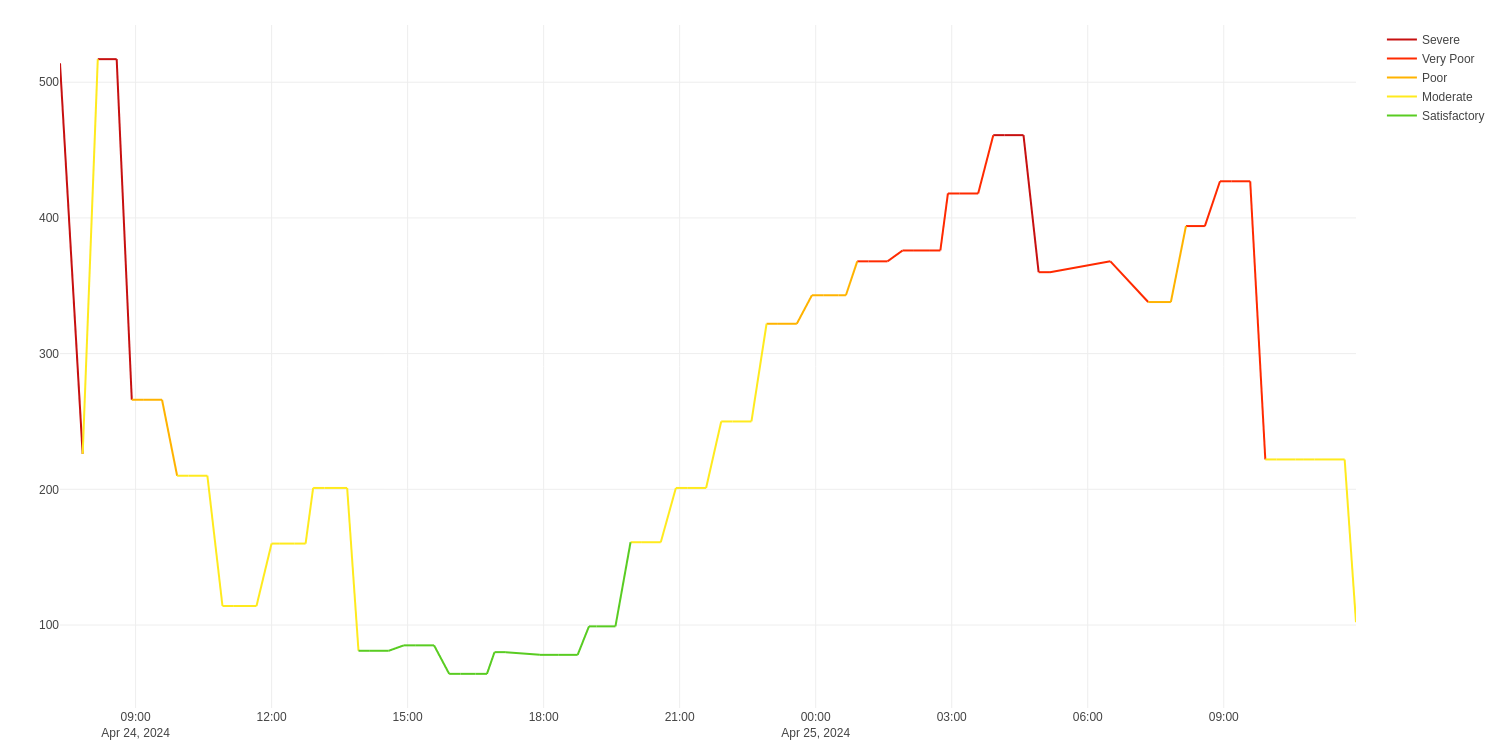 500
400
300
200
100
09:00
12:00
15:00
18:00
21:00
00:00
03:00
06:00
09:00
Apr 24, 2024
Apr 25, 2024
Severe
Very Poor
Poor
Moderate
Satisfactory